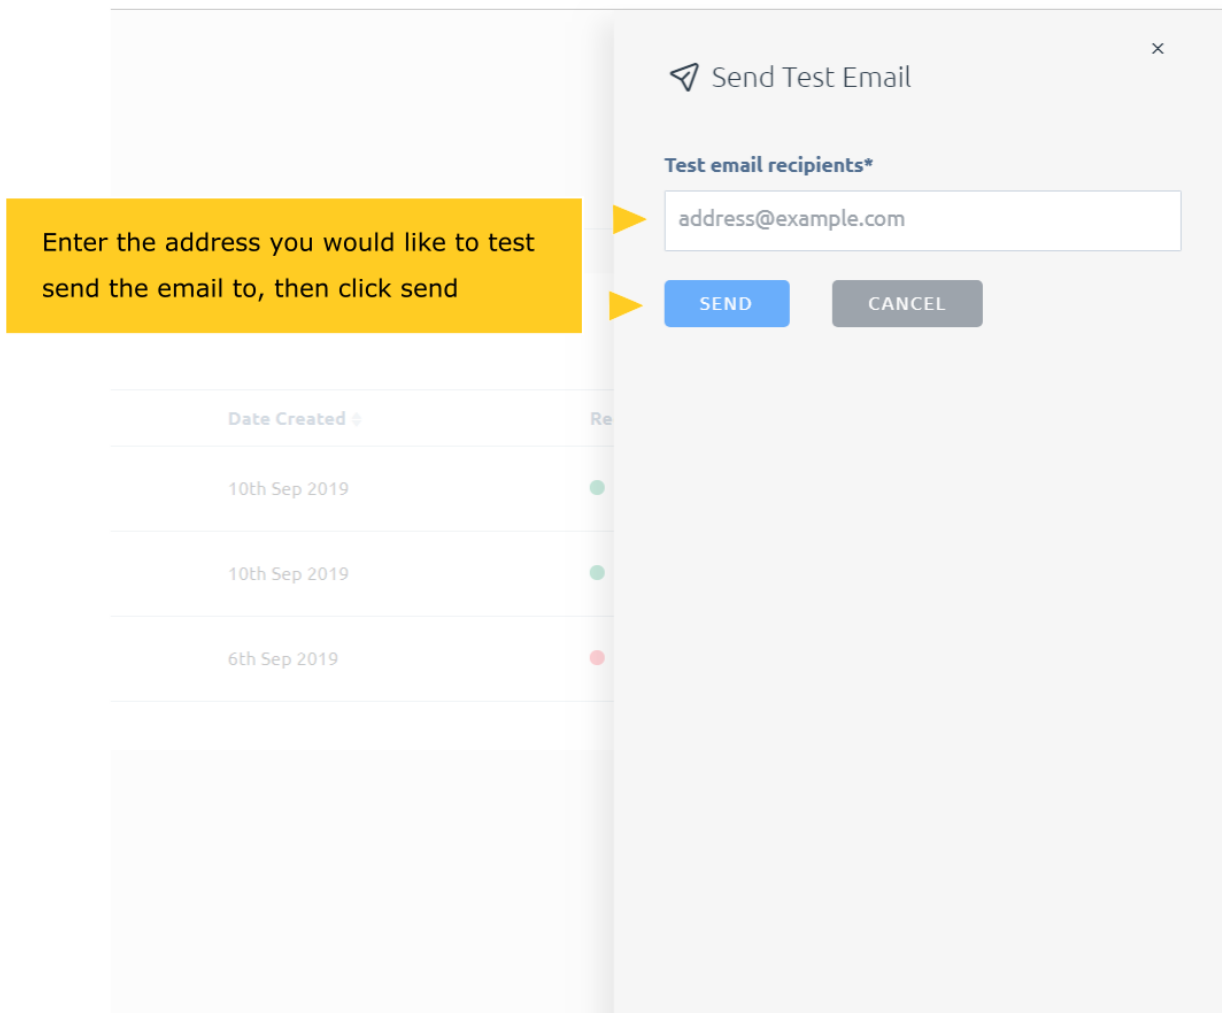 ×
Send Test Email
Test email recipients*
address@example.com
Enter the address you would like to test
send the email to, then click send
SEND CANCEL
Date Created Re
10th Sep 2019
10th Sep 2019
6th Sep 2019